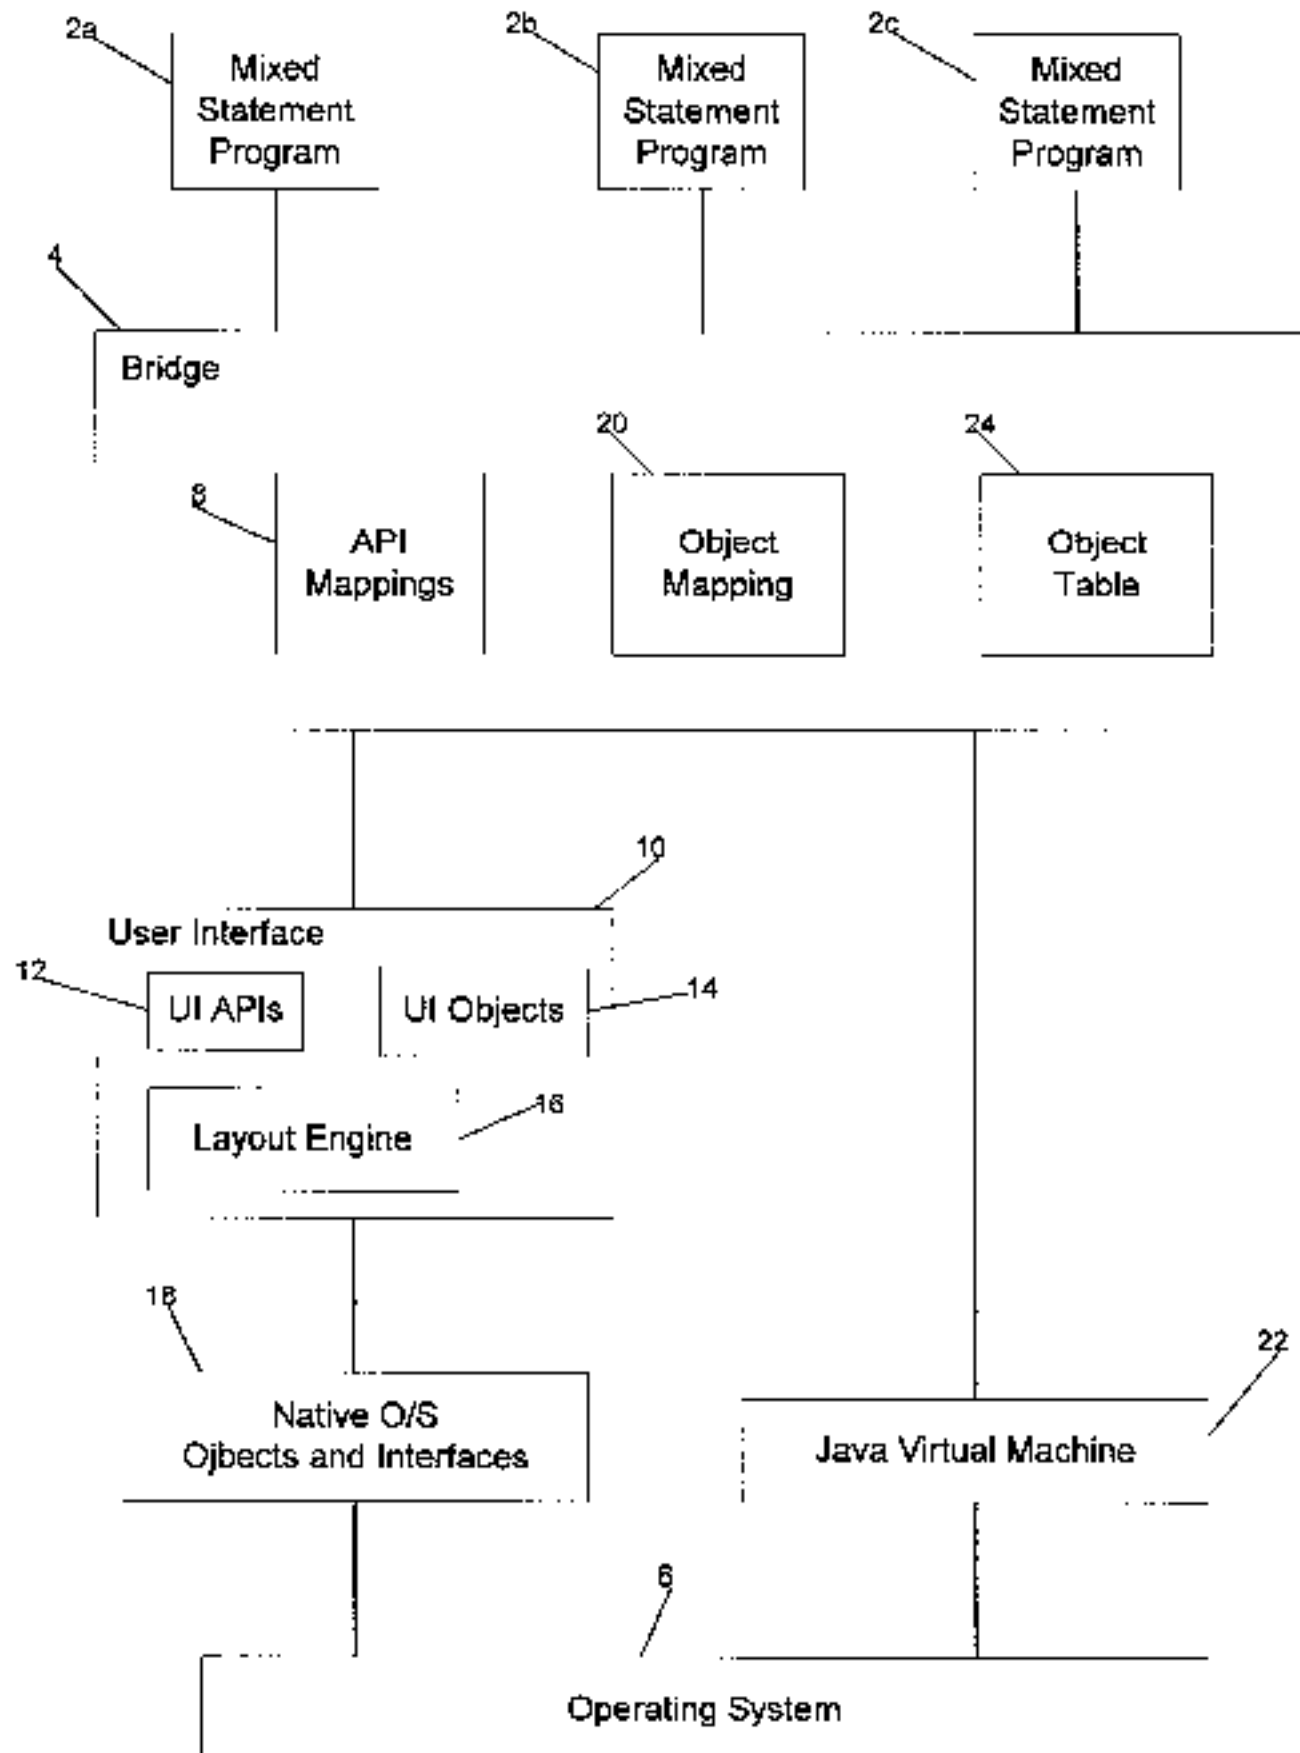 2a
2b
2c
Mixed
Statement
Program
Mixed
Statement
Program
Mixed
Statement
Program
4
Bridge
8
20
24
API
Mappings
Object
Mapping
Object
Table
10
User Interface
12
UI APIs
UI Objects
14
Layout Engine
16
18
22
Native O/S
Ojbects and Interfaces
Java Virtual Machine
6
Operating System